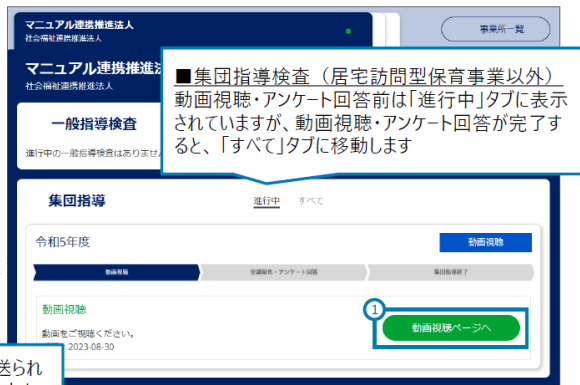 マニュアル連携推進法人
社会福祉連携推進法人
事業所一覧
マニュアル連携推進法
社会福祉連携推進法人
■集団指導検査（居宅訪問型保育事業以外）
動画視聴・アンケート回答前は「進行中」タブに表示
されていますが、動画視聴・アンケート回答が完了す
ると、「すべて」タブに移動します
一般指導検査
進行中の一般指導検査はありません
集団指導
進行中 すべて
令和5年度
動画視聴
動画視聴
受講報告・アンケート回答
集団指導終了
動画視聴
動画をご視聴ください。
2023-08-30
①
動画視聴ページへ
送られ